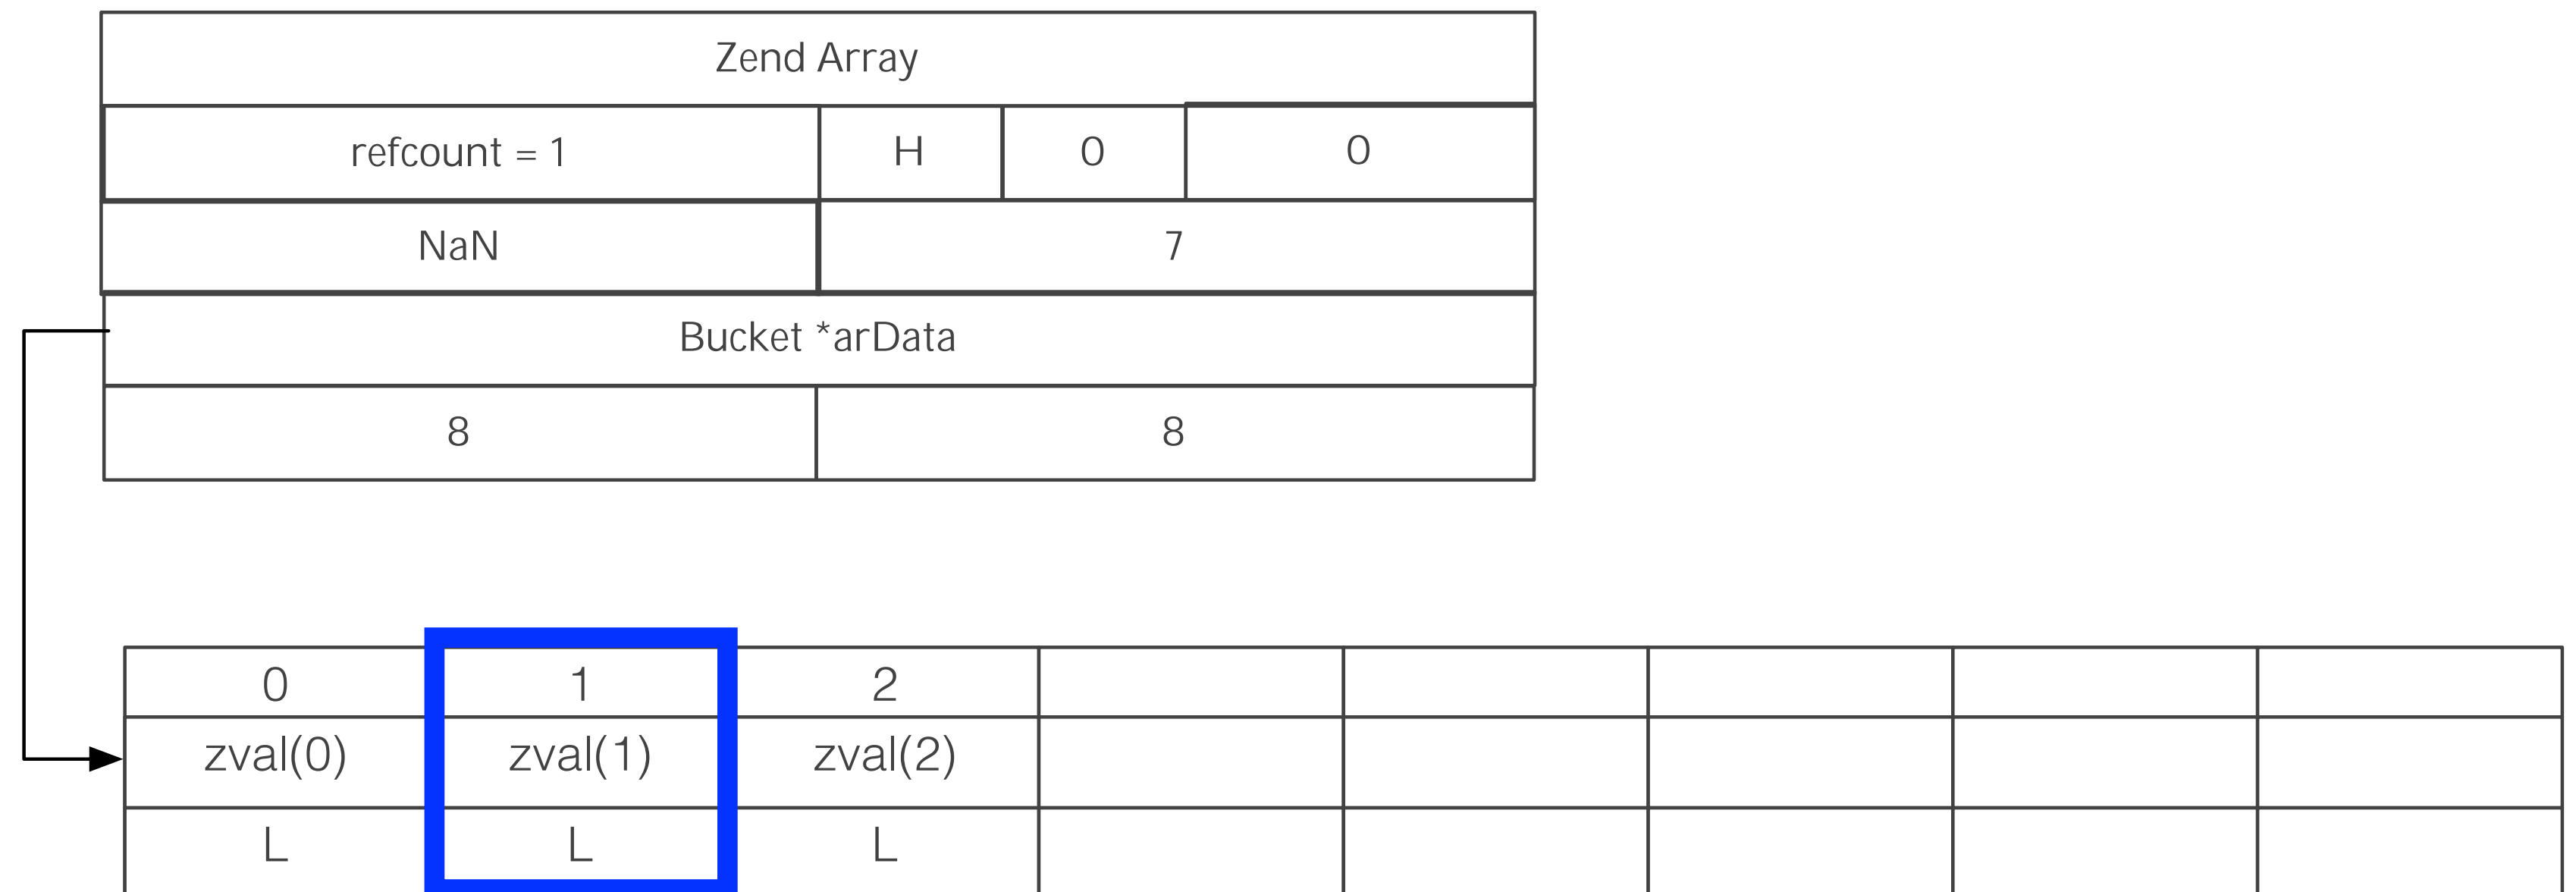 Zend Array
refcount = 1 H 0 0
NaN 7
Bucket *arData
8 8
0 1 2
zval(0) zval(1) zval(2)
L L L